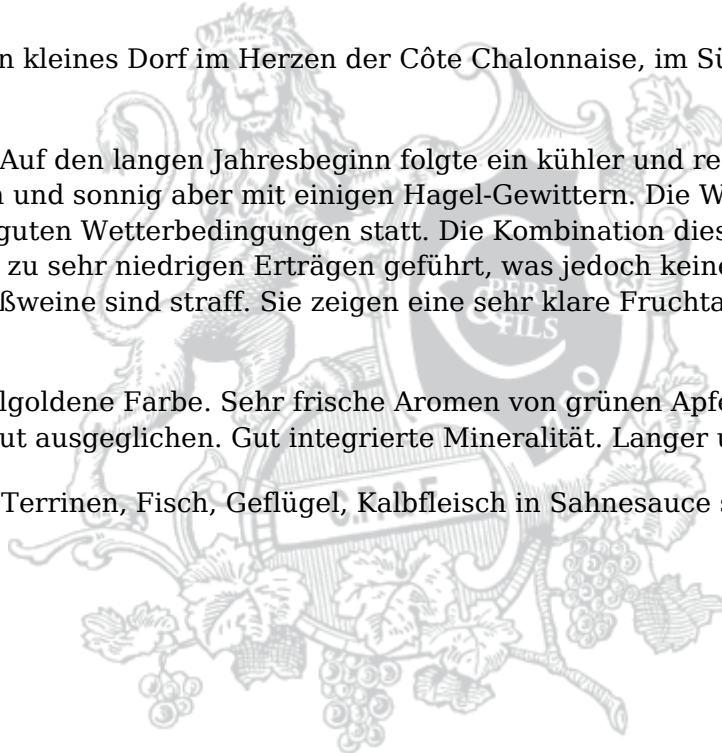 n kleines Dorf im Herzen der Côte Chalonnaise, im Sü
Auf den langen Jahresbeginn folgte ein kühler und re
und sonnig aber mit einigen Hagel-Gewittern. Die W
guten Wetterbedingungen statt. Die Kombination dies
zu sehr niedrigen Erträgen geführt, was jedoch keine
ßweine sind straff. Sie zeigen eine sehr klare Fruchta
lgoldene Farbe. Sehr frische Aromen von grünen Apfe
ut ausgeglichen. Gut integrierte Mineralität. Langer u
Terrinen, Fisch, Geflügel, Kalbfleisch in Sahnesauce s
PÈRE
& FILS
C.P.&F.